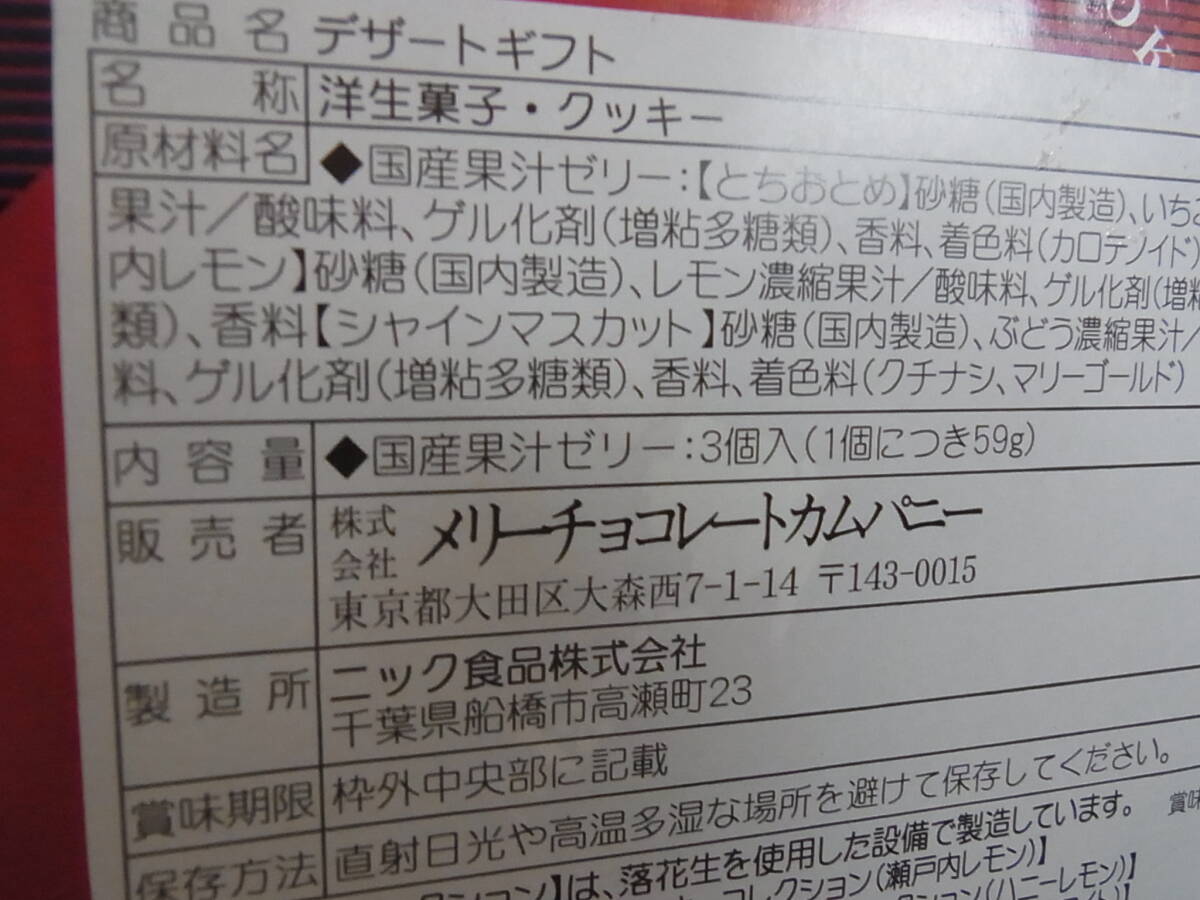 商品名 デザートギフト
名称 洋生菓子・クッキー
原材料名 ◆国産果汁ゼリー:【とちおとめ】砂糖(国内製造)、いち
果汁/酸味料、ゲル化剤(増粘多糖類)、香料、着色料(カロテノイド)
内レモン】砂糖(国内製造)、レモン濃縮果汁/酸味料、ゲル化剤(増粘
類)、香料【シャインマスカット】砂糖(国内製造)、ぶどう濃縮果汁/
料、ゲル化剤(増粘多糖類)、香料、着色料(クチナシ、マリーゴールド)
内容量 ◆国産果汁ゼリー:3個入(1個につき59g)
販売者 株式会社 メリーチョコレートカムパニー
東京都大田区大森西7-1-14 〒143-0015
製造所 ニック食品株式会社
千葉県船橋市高瀬町23
賞味期限 枠外中央部に記載
保存方法 直射日光や高温多湿な場所を避けて保存してください。
クション】は、落花生を使用した設備で製造しています。 賞味
コレクション(瀬戸内レモン)】
クション(ハニーレモン)】
OK